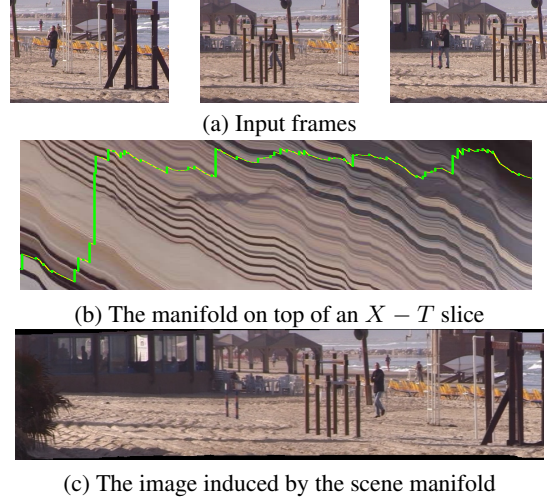 (a) Input frames
(b) The manifold on top of an X − T slice
(c) The image induced by the scene manifold